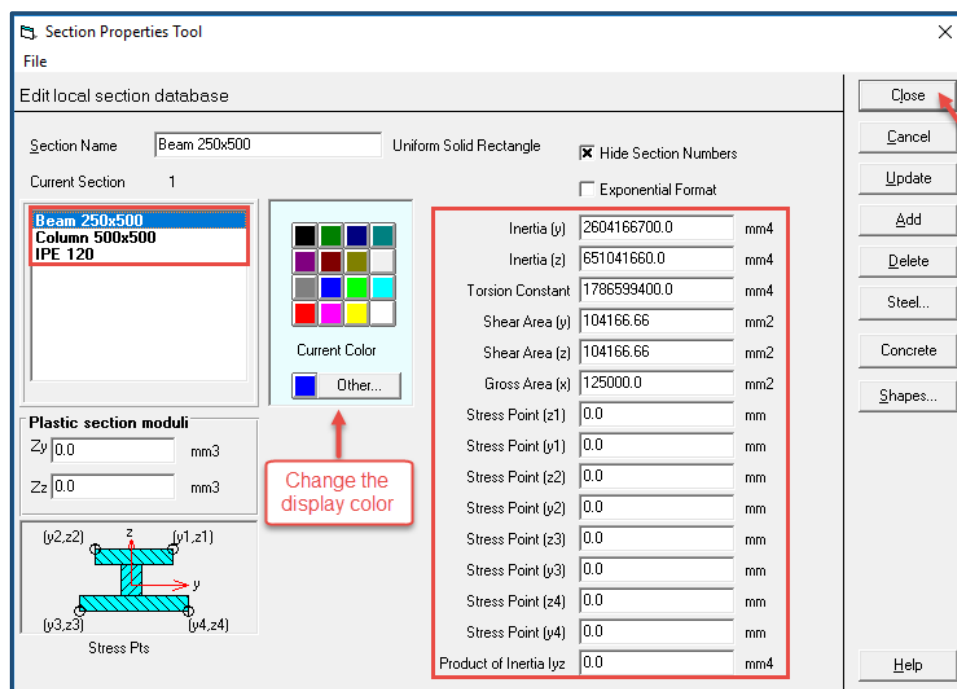 Section Properties Tool
File
Edit local section database
Section Name Beam 250x500 Uniform Solid Rectangle
Hide Section Numbers
Current Section 1
Exponential Format
Beam 250x500
Column 500x500
IPE 120
Current Color
Other...
Change the
display color
Plastic section moduli
Zy 0.0 mm3
Zz 0.0 mm3
(y2,z2) z (y1,z1)
y
(y3,z3) (y4,z4)
Stress Pts
Inertia (y) 2604166700.0 mm4
Inertia (z) 651041660.0 mm4
Torsion Constant 1786599400.0 mm4
Shear Area (y) 104166.66 mm2
Shear Area (z) 104166.66 mm2
Gross Area (x) 125000.0 mm2
Stress Point (z1) 0.0 mm
Stress Point (y1) 0.0 mm
Stress Point (z2) 0.0 mm
Stress Point (y2) 0.0 mm
Stress Point (z3) 0.0 mm
Stress Point (y3) 0.0 mm
Stress Point (z4) 0.0 mm
Stress Point (y4) 0.0 mm
Product of Inertia Iyz 0.0 mm4
Close
Cancel
Update
Add
Delete
Steel...
Concrete
Shapes...
Help